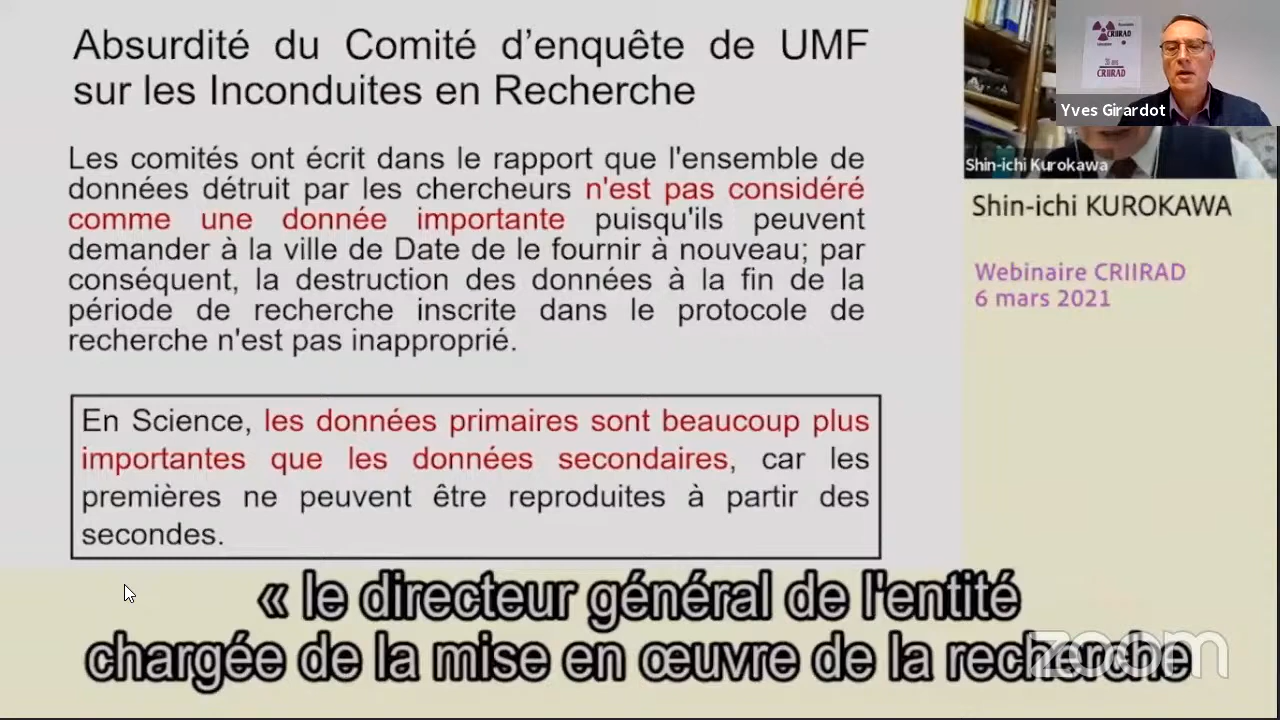 Absurdité du Comité d’enquête de UMF
sur les Inconduites en Recherche
Les comités ont écrit dans le rapport que l'ensemble de
données détruit par les chercheurs n'est pas considéré
comme une donnée importante puisqu'ils peuvent
demander à la ville de Date de le fournir à nouveau; par
conséquent, la destruction des données à la fin de la
période de recherche inscrite dans le protocole de
recherche n'est pas inapproprié.
En Science, les données primaires sont beaucoup plus
importantes que les données secondaires, car les
premières ne peuvent être reproduites à partir des
secondes.
CRIIRAD
CRIIRAD
Yves Girardot
Shin-ichi Kurokawa
Shin-ichi KUROKAWA
Webinaire CRIIRAD
6 mars 2021
« le directeur général de l'entité
chargée de la mise en œuvre de la recherche
zoom